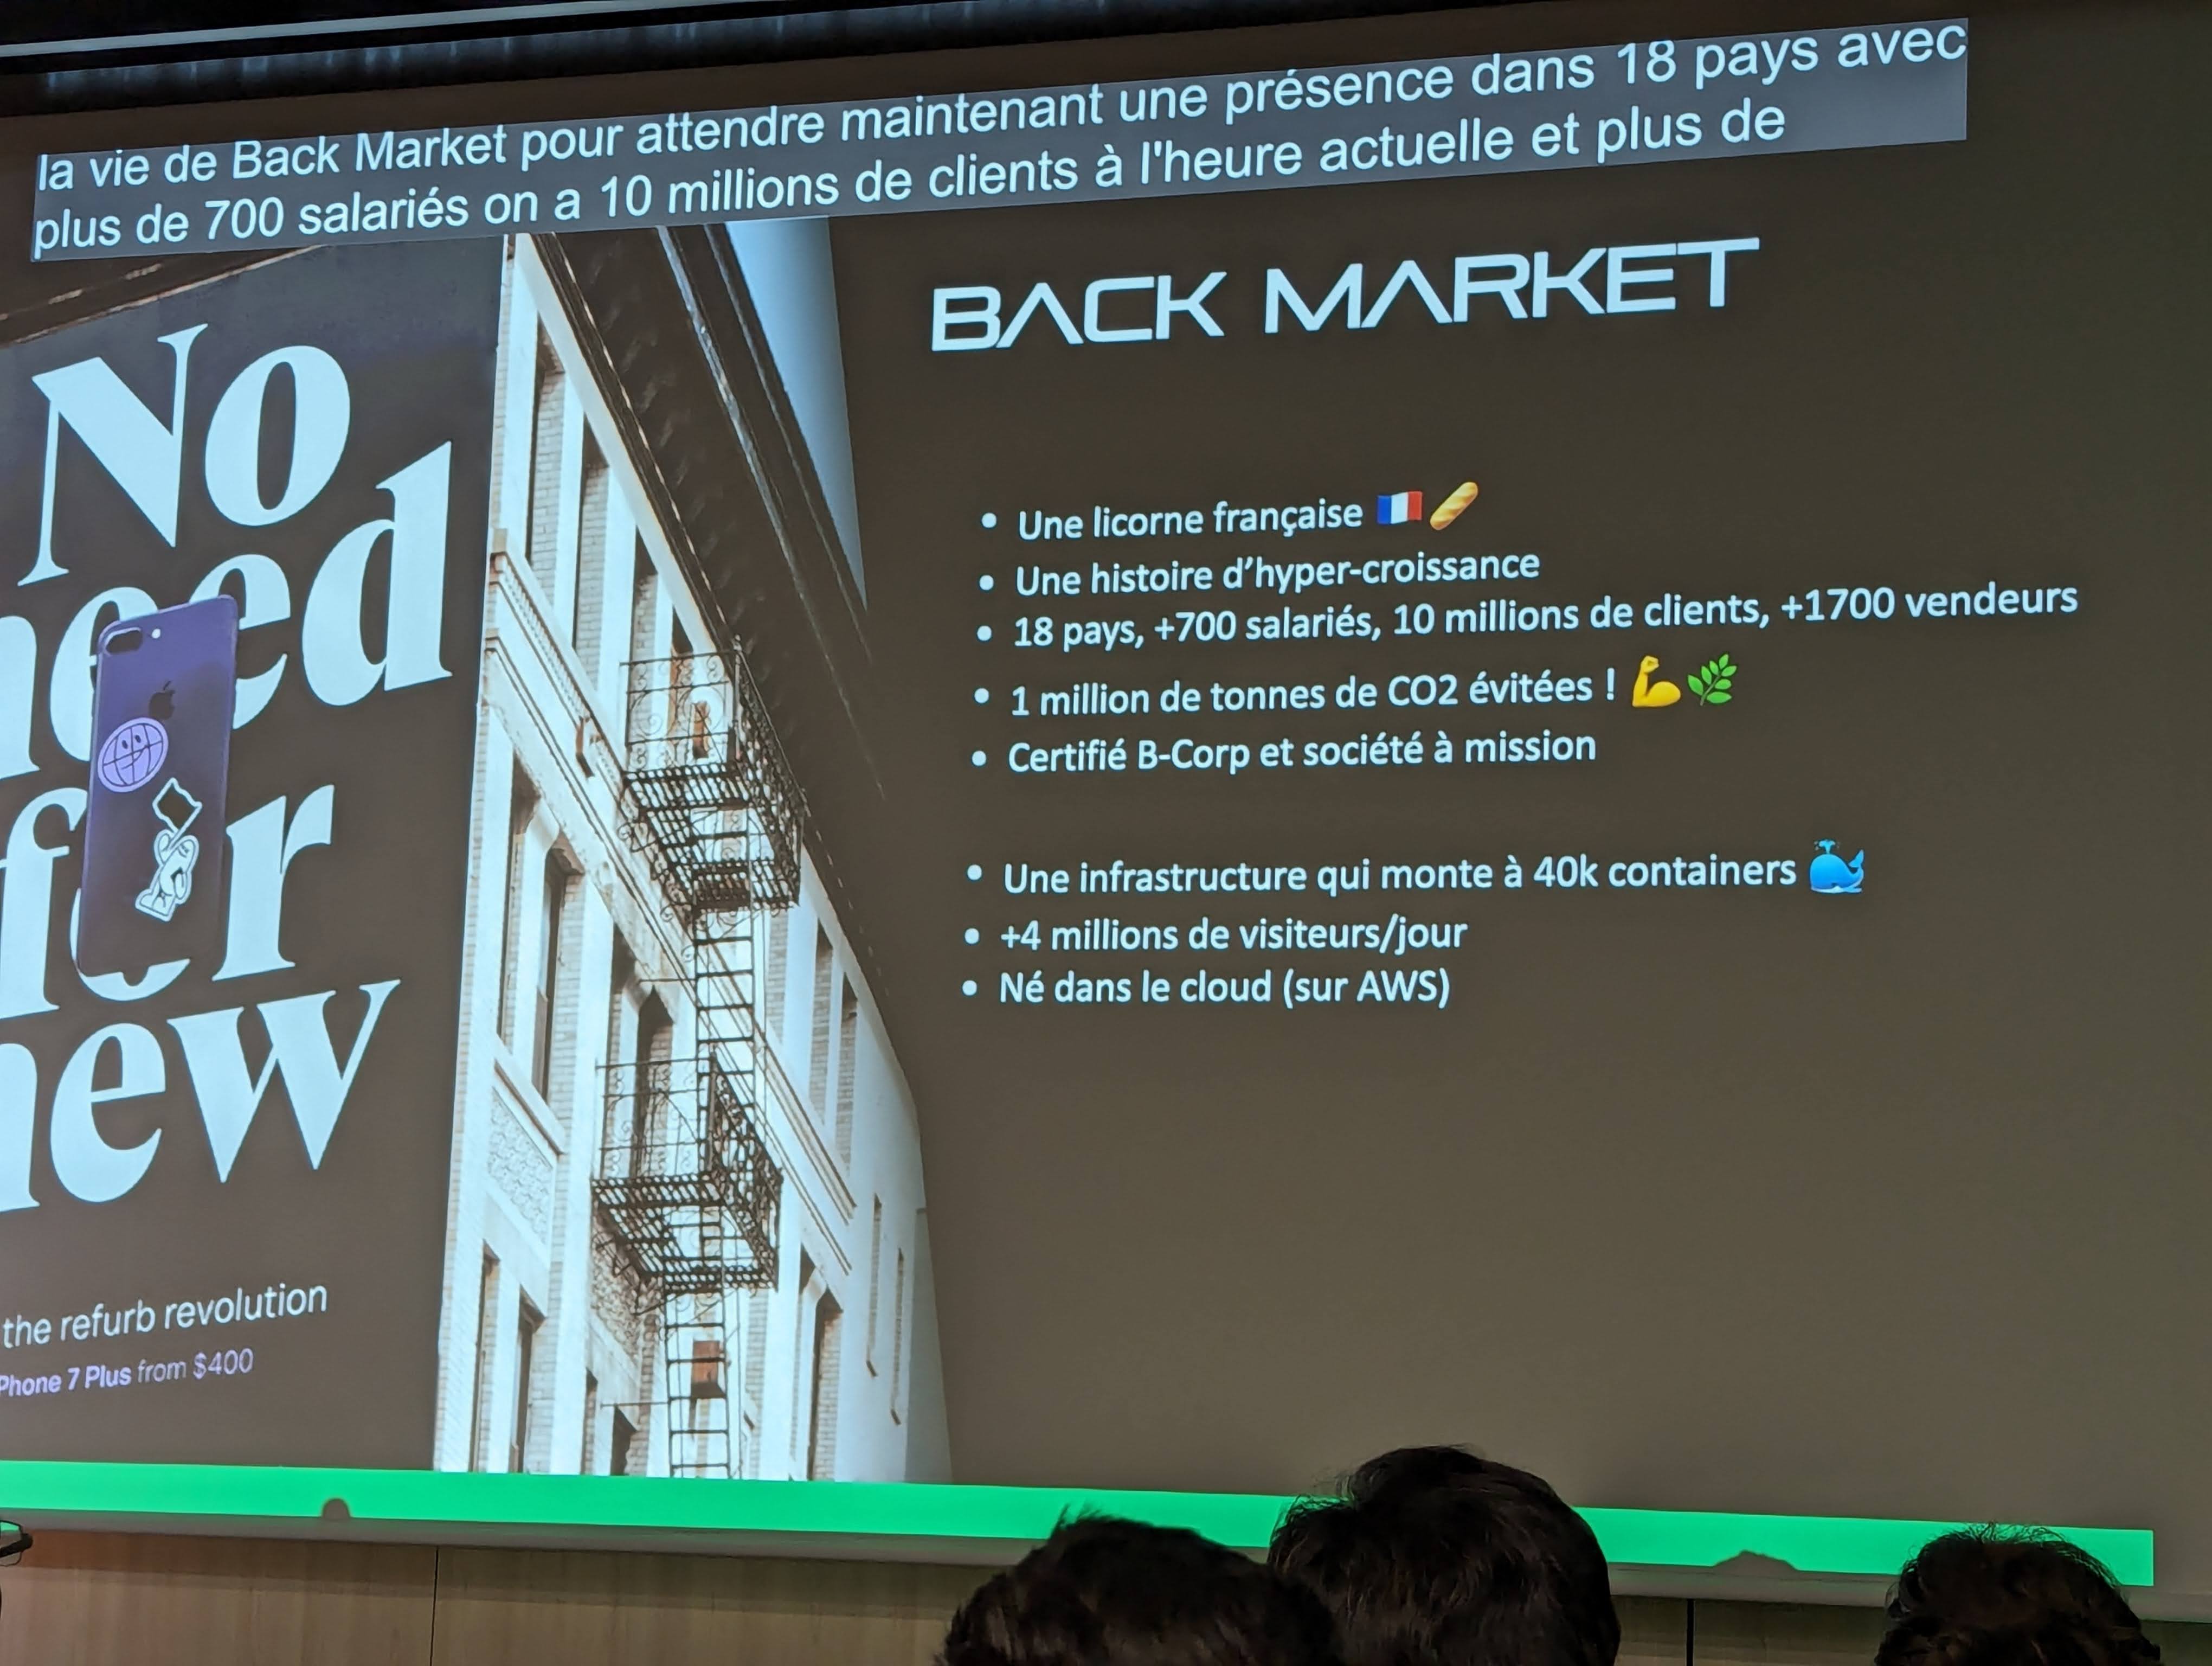 la vie de Back Market pour attendre maintenant une présence dans 18 pays avec
plus de 700 salariés on a 10 millions de clients à l'heure actuelle et plus de
No
need
for
new
the refurb revolution
Phone 7 Plus from $400
BACK MARKET
• Une licorne française 🇫🇷🥖
• Une histoire d’hyper-croissance
• 18 pays, +700 salariés, 10 millions de clients, +1700 vendeurs
• 1 million de tonnes de CO2 évitées ! 💪🌿
• Certifié B-Corp et société à mission
• Une infrastructure qui monte à 40k containers 🐳
• +4 millions de visiteurs/jour
• Né dans le cloud (sur AWS)